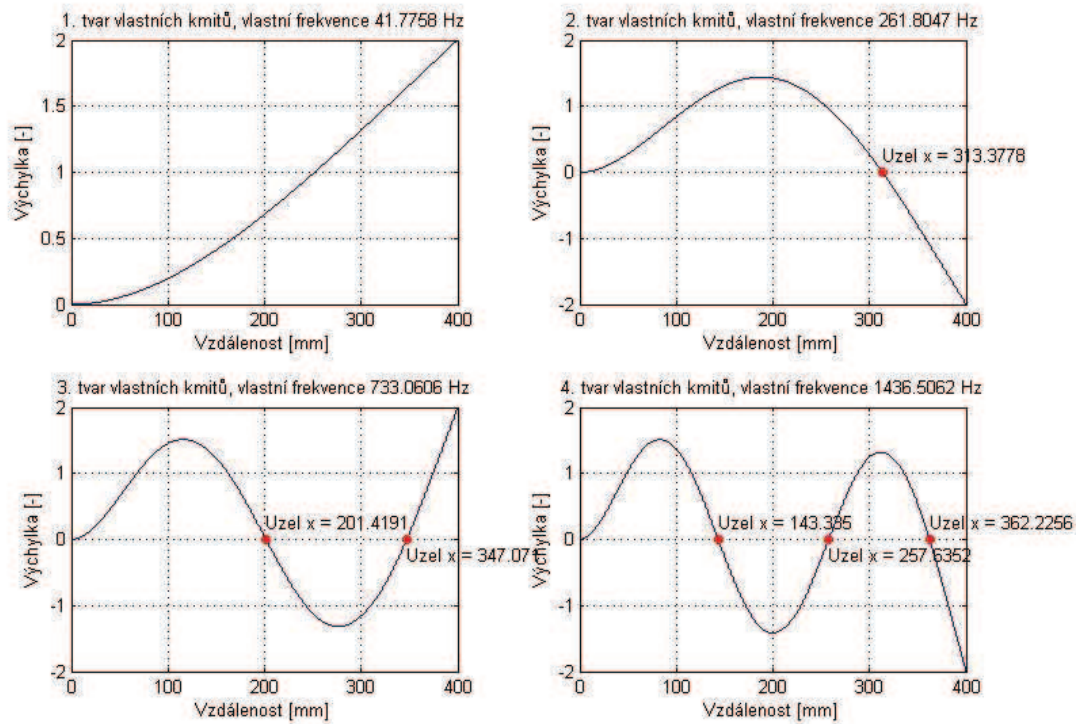 1. tvar vlastních kmitů, vlastní frekvence 41.7758 Hz
2
1.5
1
0.5
0
Výchylka [-]
0 100 200 300 400
Vzdálenost [mm]
2. tvar vlastních kmitů, vlastní frekvence 261.8047 Hz
2
1
0
-1
-2
Výchylka [-]
Uzel x = 313.3778
0 100 200 300 400
Vzdálenost [mm]
3. tvar vlastních kmitů, vlastní frekvence 733.0606 Hz
2
1
0
-1
-2
Výchylka [-]
Uzel x = 201.4191
Uzel x = 347.071
0 100 200 300 400
Vzdálenost [mm]
4. tvar vlastních kmitů, vlastní frekvence 1436.5062 Hz
2
1
0
-1
-2
Výchylka [-]
Uzel x = 143.335
Uzel x = 362.2256
Uzel x = 257.6352
0 100 200 300 400
Vzdálenost [mm]